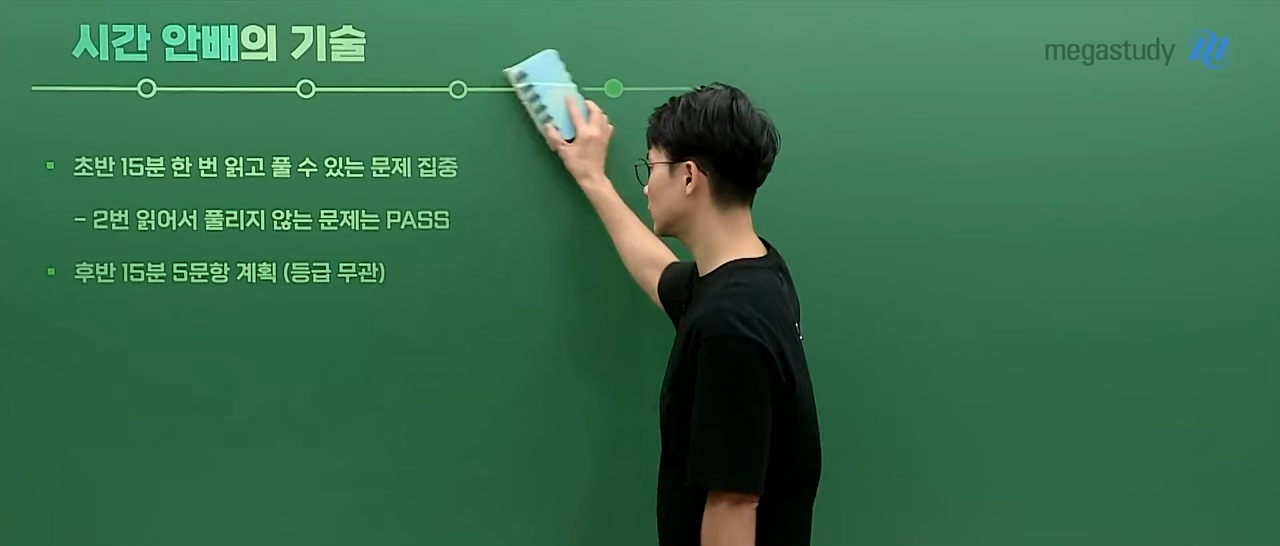 시간 안배의 기술
megastudy
초반 15분 한 번 읽고 풀 수 있는 문제 집중
- 2번 읽어서 풀리지 않는 문제는 PASS
후반 15분 5문항 계획 (등급 무관)